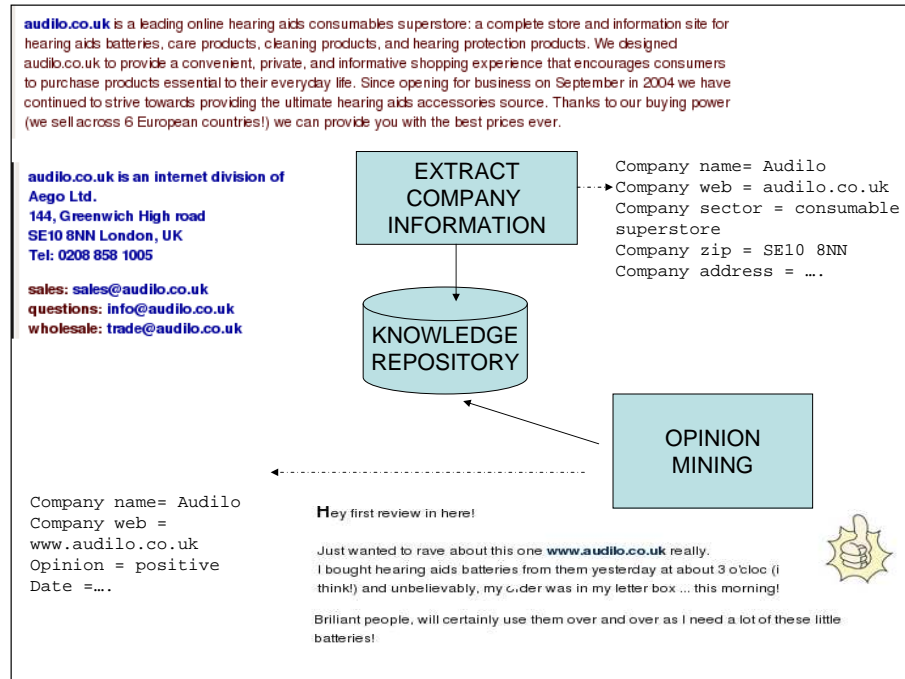 audilo.co.uk is a leading online hearing aids consumables superstore: a complete store and information site for
hearing aids batteries, care products, cleaning products, and hearing protection products. We designed
audilo.co.uk to provide a convenient, private, and informative shopping experience that encourages consumers
to purchase products essential to their everyday life. Since opening for business on September in 2004 we have
continued to strive towards providing the ultimate hearing aids accessories source. Thanks to our buying power
(we sell across 6 European countries!) we can provide you with the best prices ever.
audilo.co.uk is an internet division of
Aego Ltd.
144, Greenwich High road
SE10 8NN London, UK
Tel: 0208 858 1005
sales: sales@audilo.co.uk
questions: info@audilo.co.uk
wholesale: trade@audilo.co.uk
EXTRACT
COMPANY
INFORMATION
Company name= Audilo
Company web = audilo.co.uk
Company sector = consumable
superstore
Company zip = SE10 8NN
Company address = ….
KNOWLEDGE
REPOSITORY
OPINION
MINING
Company name= Audilo
Company web =
www.audilo.co.uk
Opinion = positive
Date =….
Hey first review in here!
Just wanted to rave about this one www.audilo.co.uk really.
I bought hearing aids batteries from them yesterday at about 3 o'cloc (i
think!) and unbelievably, my order was in my letter box ... this morning!
Briliant people, will certainly use them over and over as I need a lot of these little
batteries!